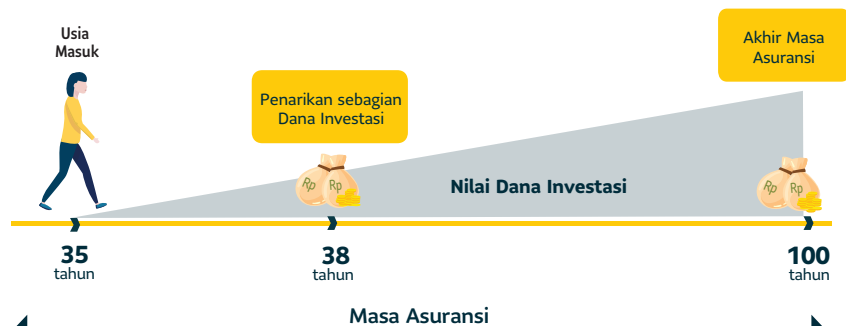 Usia
Masuk
Akhir Masa
Asuransi
Penarikan sebagian
Dana Investasi
Rp Rp
Nilai Dana Investasi
Rp Rp
35
tahun
38
tahun
100
tahun
Masa Asuransi